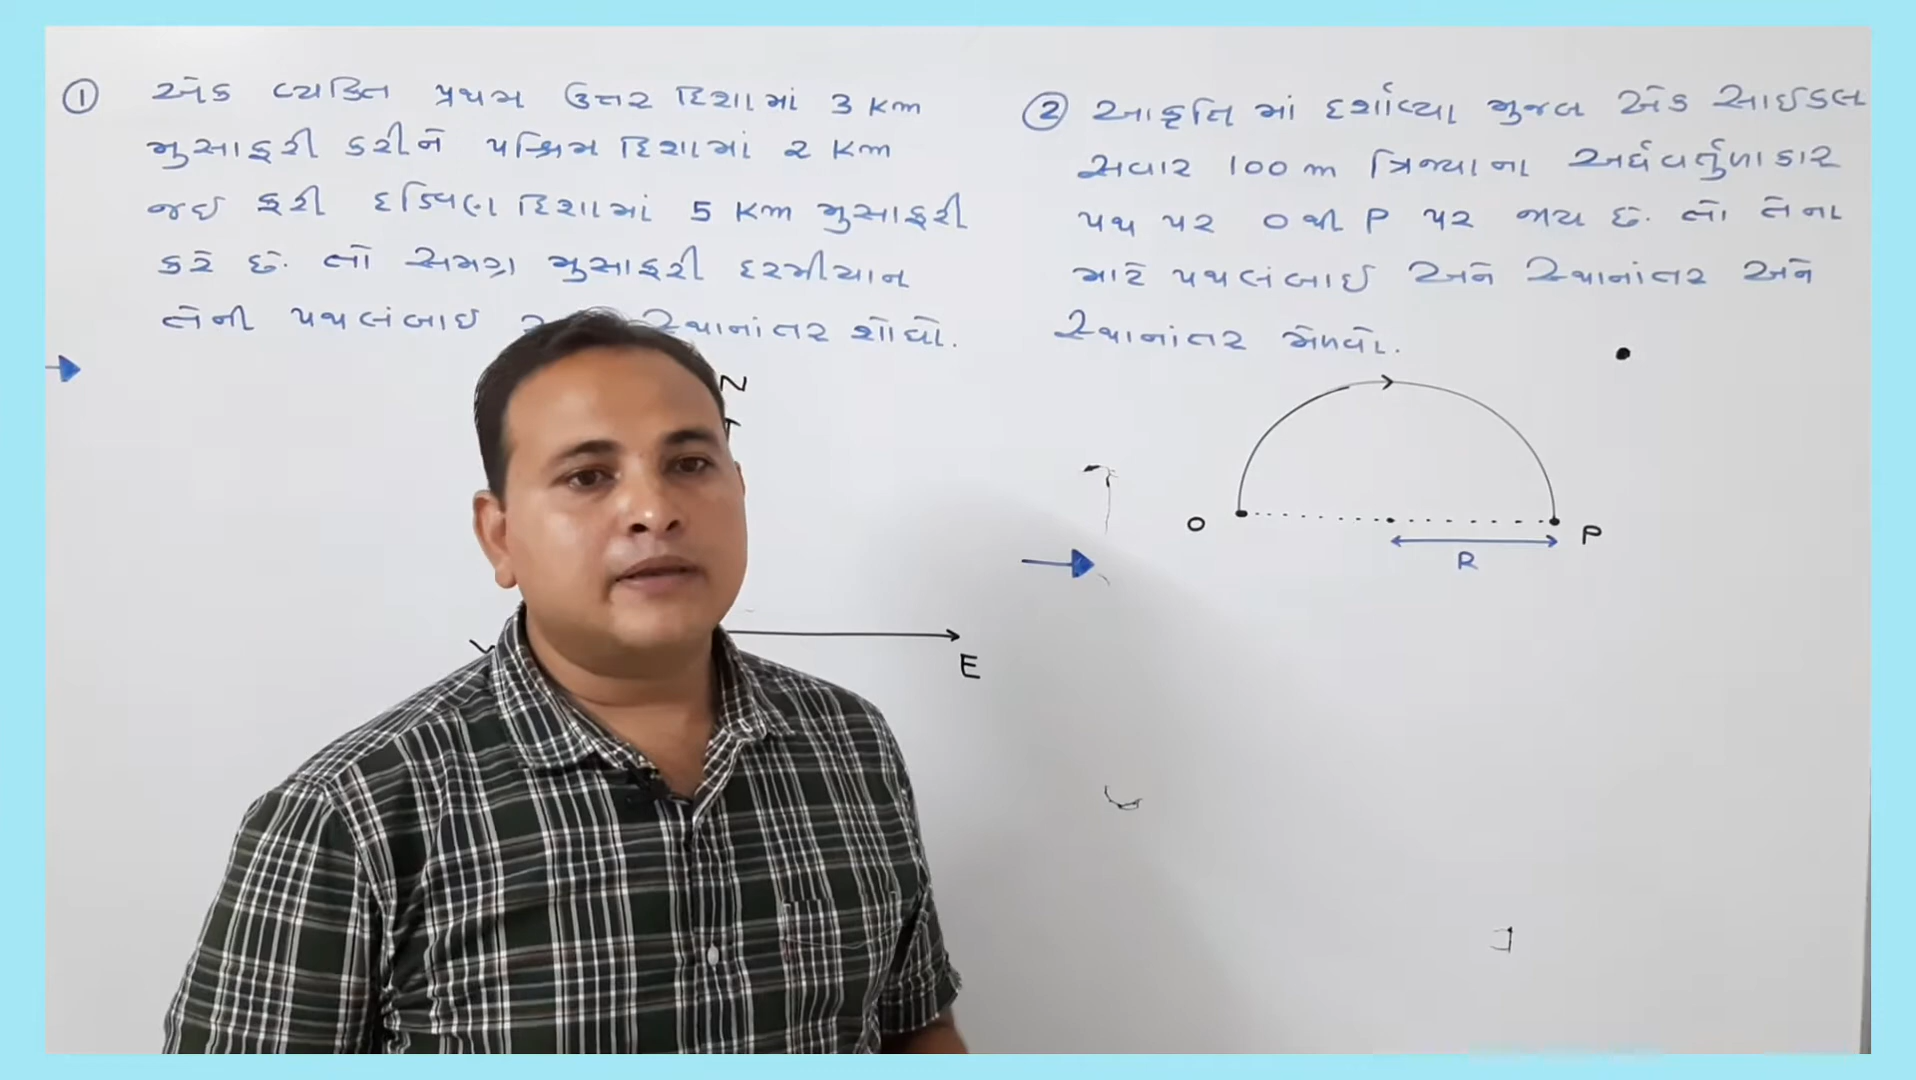 ① એક વ્યક્તિ પ્રથમ ઉત્તર દિશામાં 3 Km
મુસાફરી કરીને પશ્ચિમ દિશામાં 2 Km
જઇ ફરી દક્ષિણ દિશામાં 5 Km મુસાફરી
કરે છે. તો સમગ્ર મુસાફરી દરમીયાન
તેની પથલંબાઇ સ્થાનાંતર શોધો.
N
E
② આકૃતિ માં દર્શાવ્યા મુજબ એક સાઇકલ
સવાર 100 m ત્રિજ્યાના અર્ધવર્તુળાકાર
પથ પર O થી P પર જાય છે. તો તેના
માટે પથલંબાઇ અને સ્થાનાંતર અને
સ્થાનાંતર મેળવો.
O
P
R